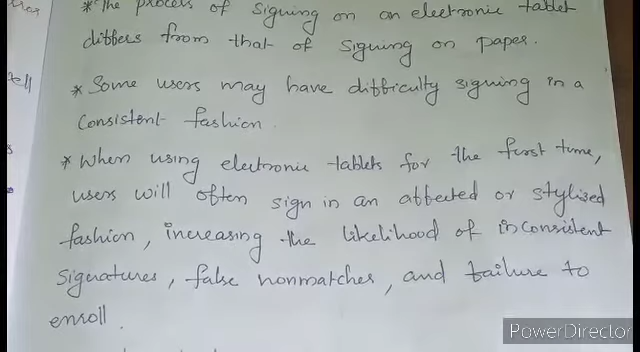 * The process of signing on an electronic tablet
differs from that of signing on paper.
* Some users may have difficulty signing in a
consistent fashion
* When using electronic tablets for the first time,
users will often sign in an affected or stylized
fashion, increasing the likelihood of inconsistent
signatures, false nonmatches, and failure to
enroll.
PowerDirector